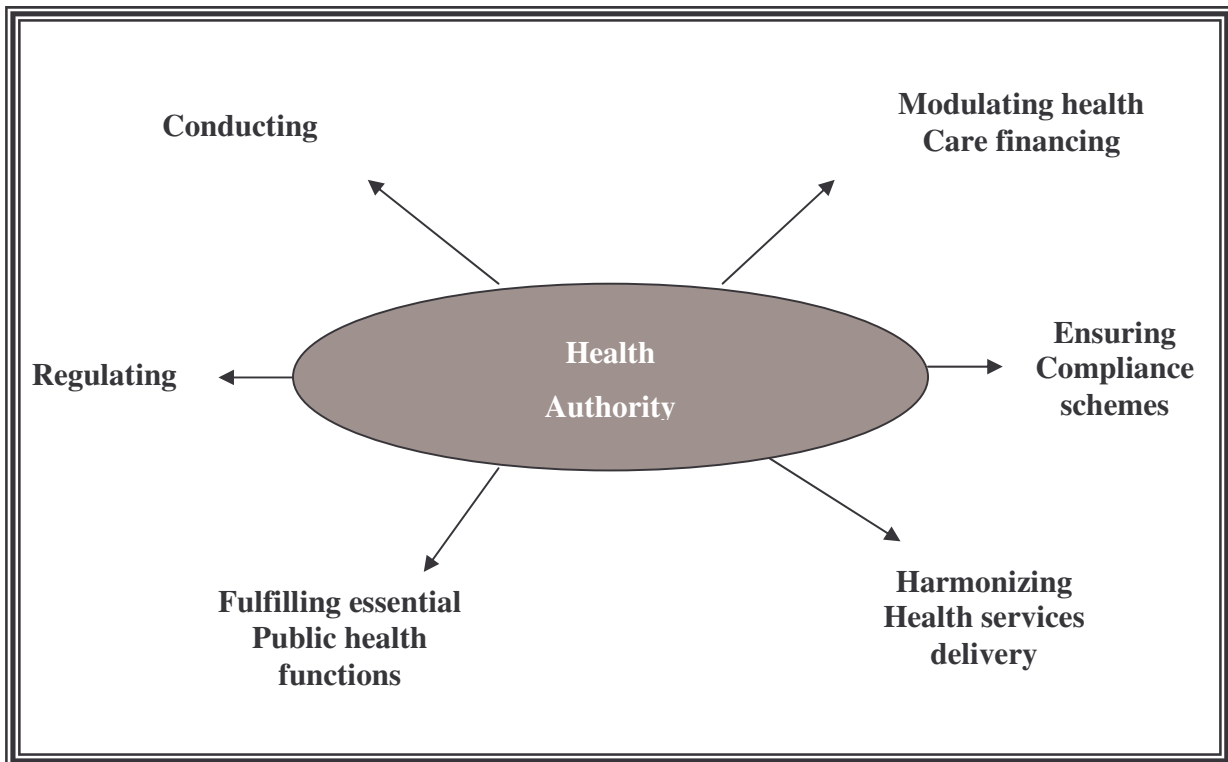 Conducting
Modulating health
Care financing
Health
Authority
Regulating
Ensuring
Compliance
schemes
Fulfilling essential
Public health
functions
Harmonizing
Health services
delivery